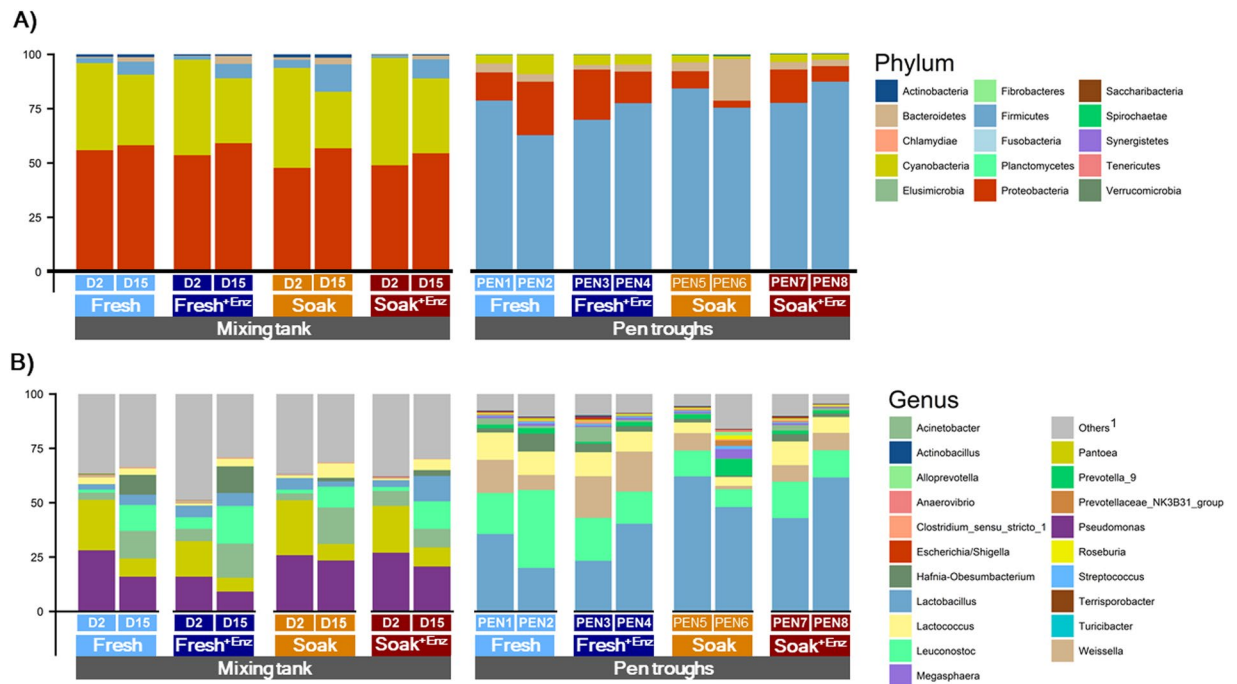 A)
100
75
50
25
0
D2 D15 D2 D15 D2 D15 D2 D15 PEN1 PEN2 PEN3 PEN4 PEN5 PEN6 PEN7 PEN8
Fresh Fresh+Enz Soak Soak+Enz Fresh Fresh+Enz Soak Soak+Enz
Mixing tank Pen troughs
Phylum
Actinobacteria Fibrobacteres Saccharibacteria
Bacteroidetes Firmicutes Spirochaetae
Chlamydiae Fusobacteria Synergistetes
Cyanobacteria Planctomycetes Tenericutes
Elusimicrobia Proteobacteria Verrucomicrobia
B)
100
75
50
25
0
D2 D15 D2 D15 D2 D15 D2 D15 PEN1 PEN2 PEN3 PEN4 PEN5 PEN6 PEN7 PEN8
Fresh Fresh+Enz Soak Soak+Enz Fresh Fresh+Enz Soak Soak+Enz
Mixing tank Pen troughs
Genus
Acinetobacter Others1
Actinobacillus Pantoea
Alloprevotella Prevotella_9
Anaerovibrio Prevotellaceae_NK3B31_group
Clostridium_sensu_stricto_1 Pseudomonas
Escherichia/Shigella Roseburia
Hafnia-Obesumbacterium Streptococcus
Lactobacillus Terrisporobacter
Lactococcus Turicibacter
Leuconostoc Weissella
Megasphaera